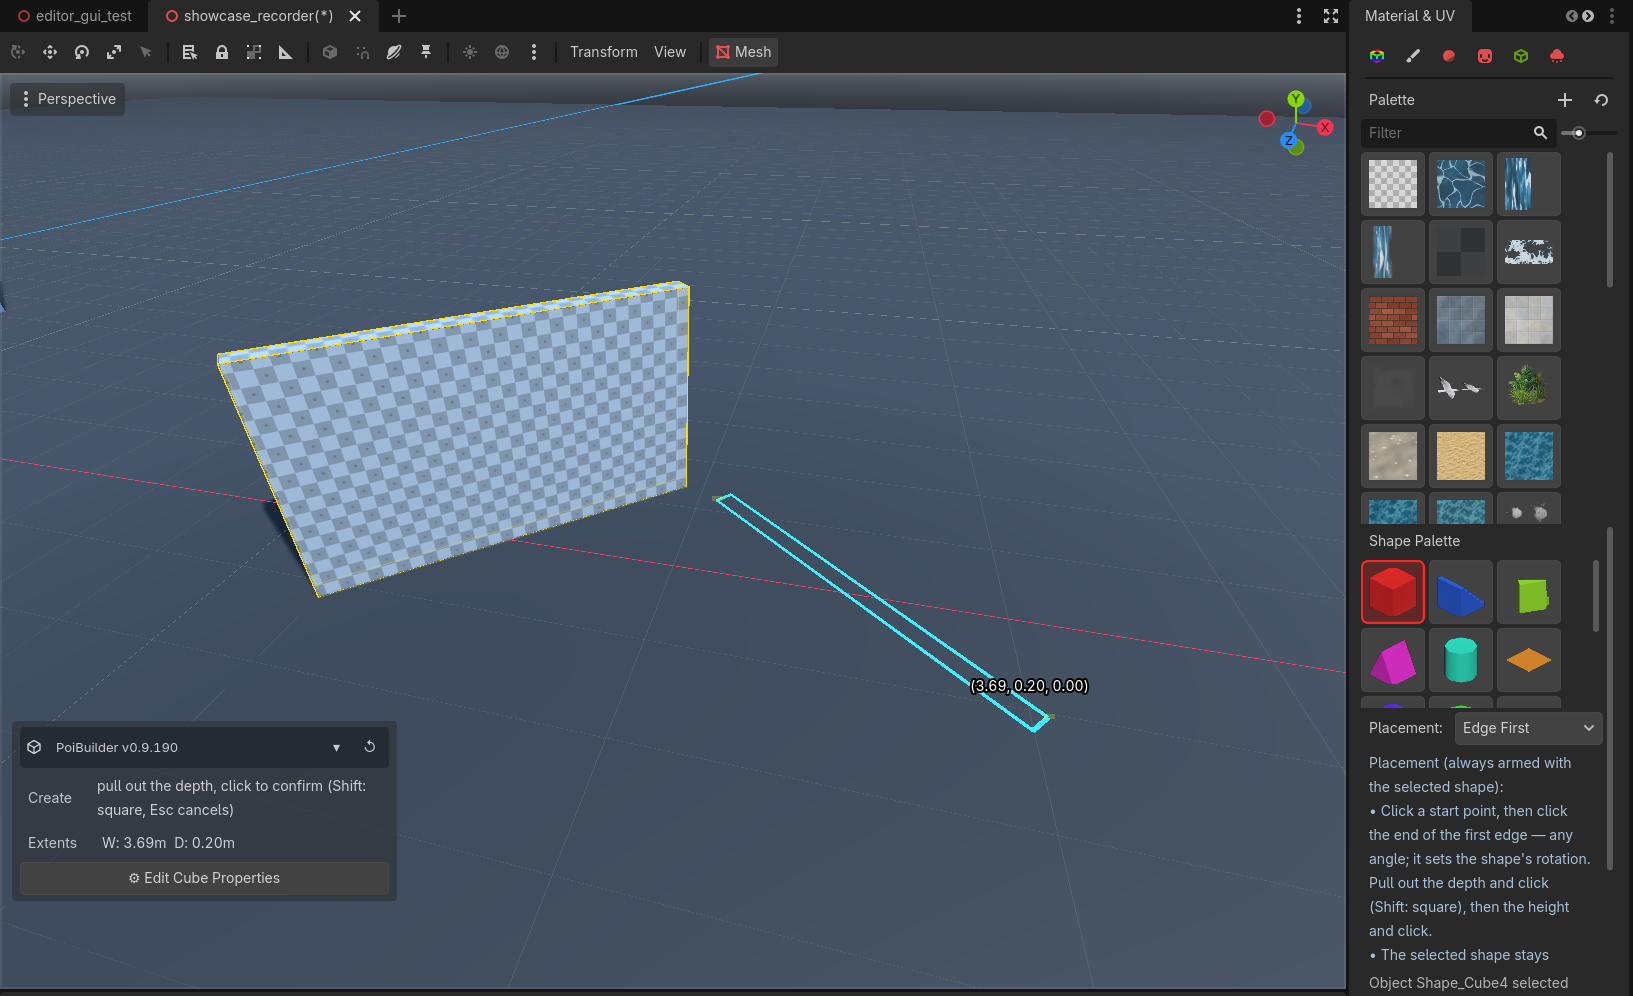 editor_gui_test
showcase_recorder(*)
Transform
View
Mesh
Material & UV
Perspective
Y
X
Z
Palette
Filter
(3.69, 0.20, 0.00)
PoiBuilder v0.9.190
Create
pull out the depth, click to confirm (Shift:
square, Esc cancels)
Extents
W: 3.69m D: 0.20m
Edit Cube Properties
Shape Palette
Placement:
Edge First
Placement (always armed with
the selected shape):
• Click a start point, then click
the end of the first edge — any
angle; it sets the shape's rotation.
Pull out the depth and click
(Shift: square), then the height
and click.
• The selected shape stays
Object Shape_Cube4 selected